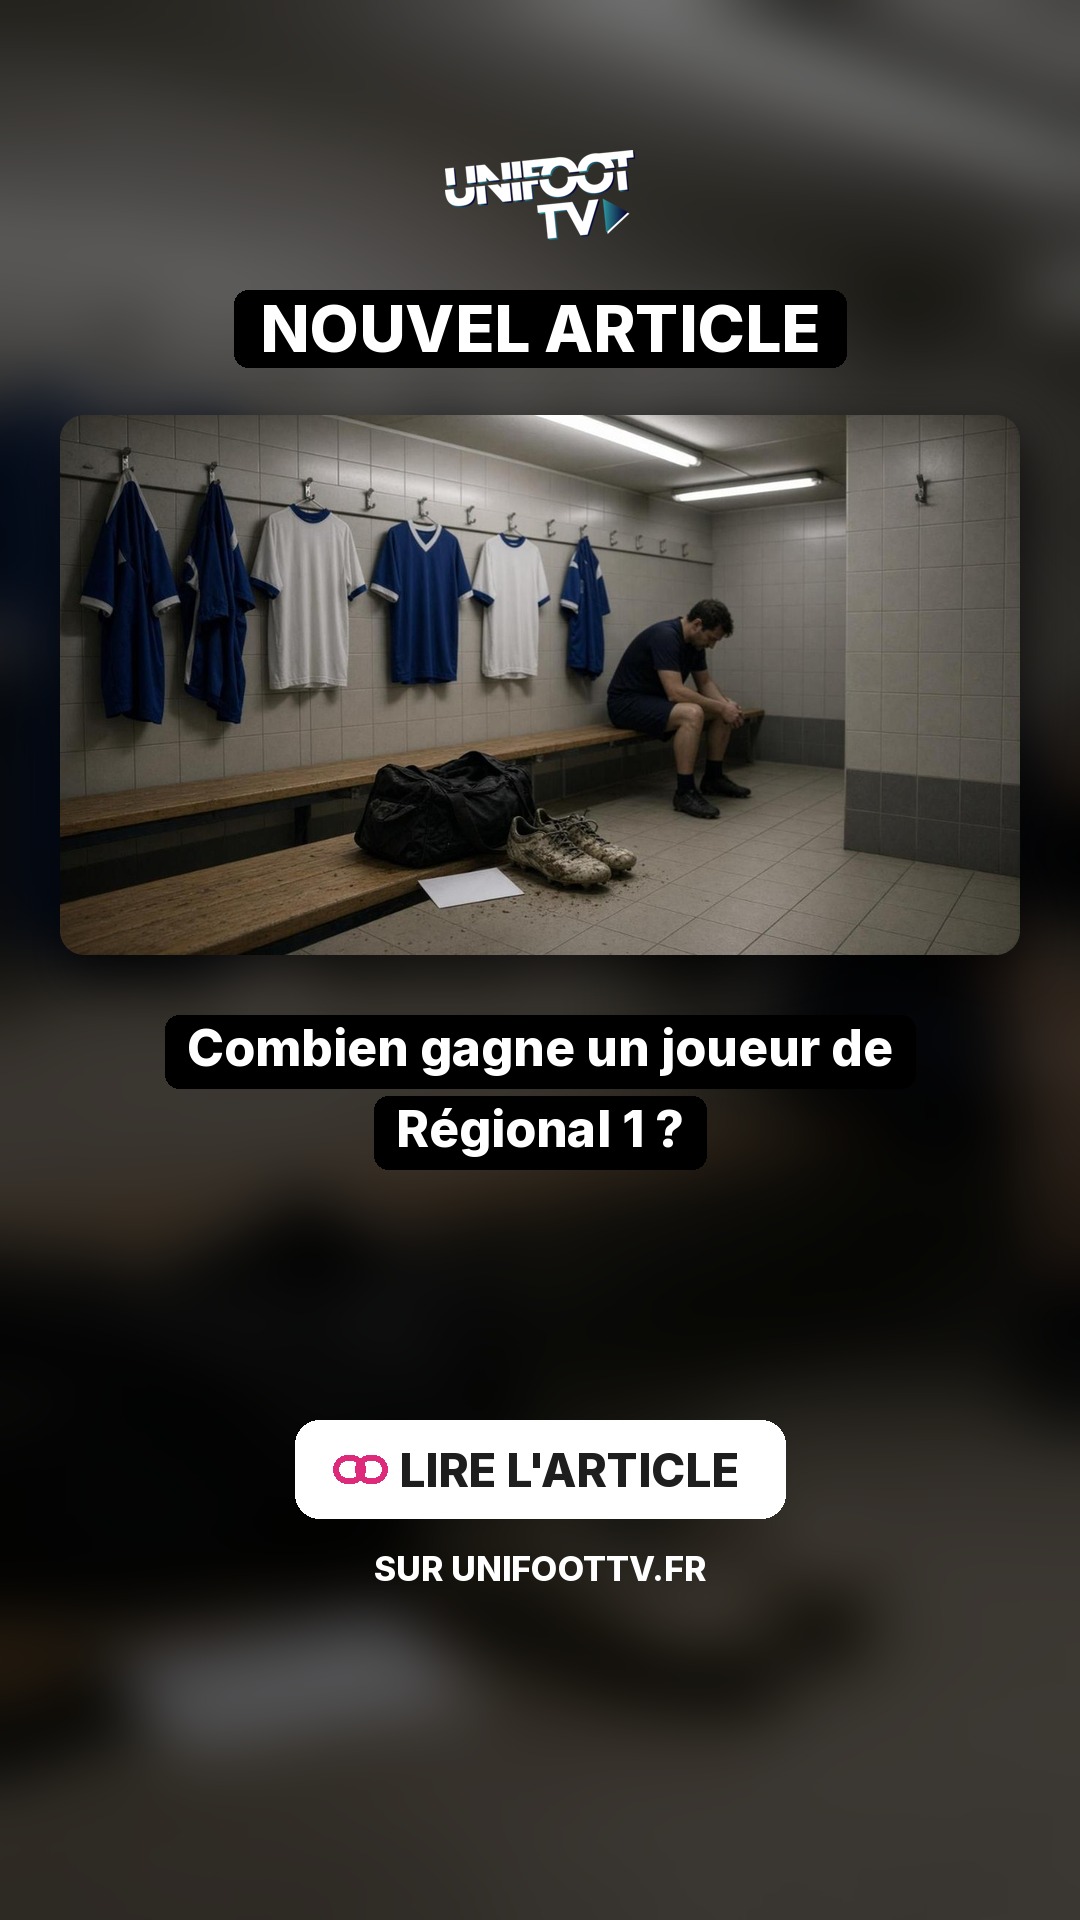 UNIFOOT
TV
NOUVEL ARTICLE
Combien gagne un joueur de
Régional 1 ?
LIRE L'ARTICLE
SUR UNIFOOTTV.FR